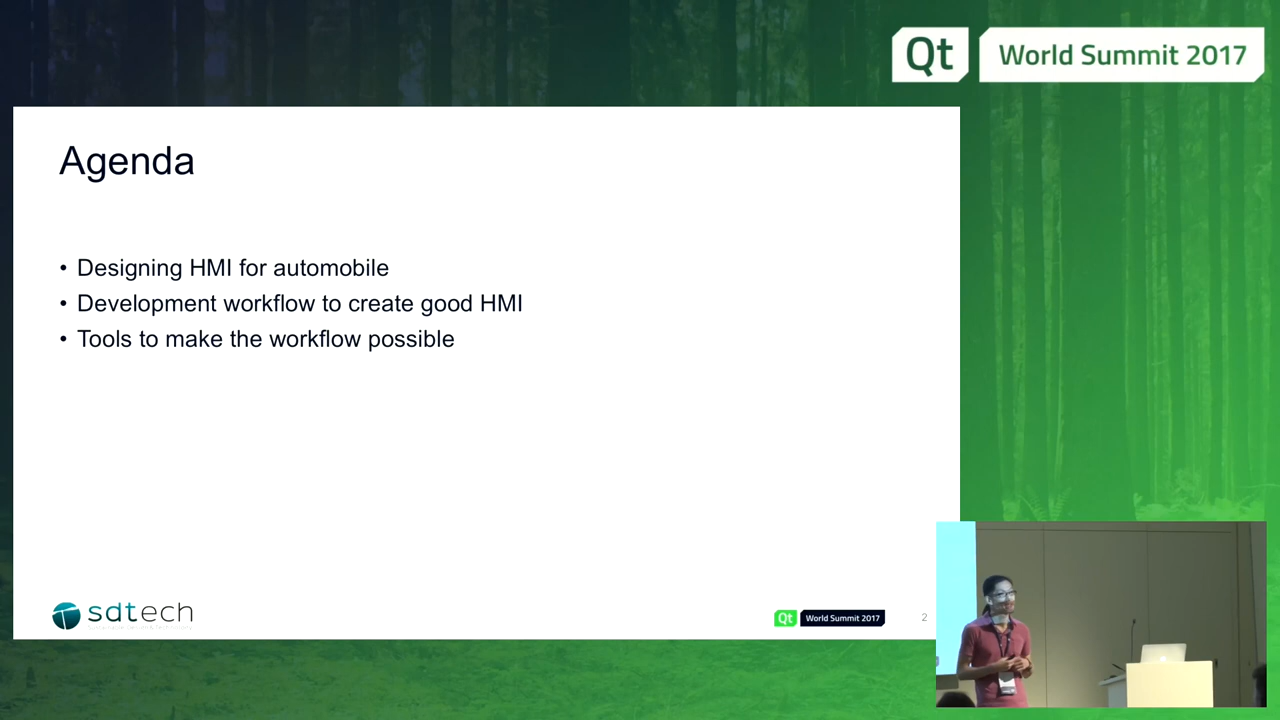 Qt World Summit 2017
Agenda
• Designing HMI for automobile
• Development workflow to create good HMI
• Tools to make the workflow possible
sdtech
Qt World Summit 2017
2